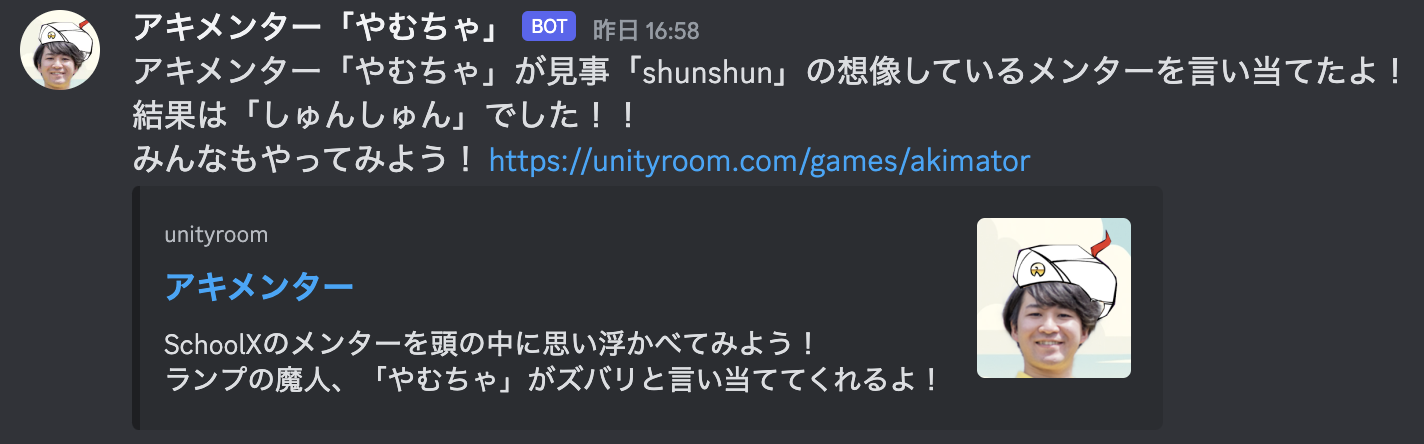 アキメンター「やむちゃ」 BOT 昨日 16:58
アキメンター「やむちゃ」が見事「shunshun」の想像しているメンターを言い当てたよ！
結果は「しゅんしゅん」でした！！
みんなもやってみよう！ https://unityroom.com/games/akimator
unityroom
アキメンター
SchoolXのメンターを頭の中に思い浮かべてみよう！
ランプの魔人、「やむちゃ」がズバリと言い当ててくれるよ！